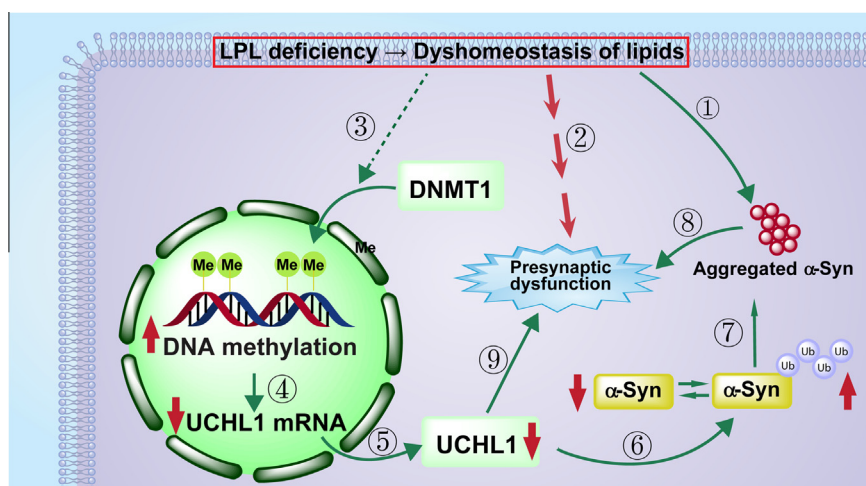 LPL deficiency → Dyshomeostasis of lipids
①
②
③
DNMT1
Me
Me Me Me Me
⑧
Presynaptic
dysfunction
Aggregated α-Syn
DNA methylation
⑦
Ub Ub Ub Ub
④
⑨
α-Syn
α-Syn
UCHL1 mRNA
⑤
UCHL1
⑥